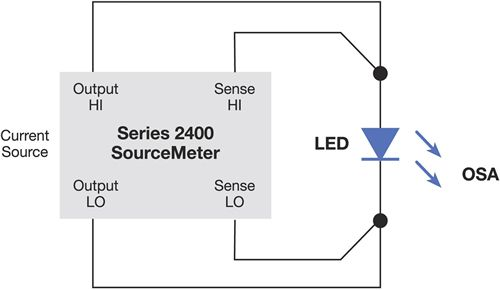 Output
HI
Sense
HI
Current
Source
Series 2400
SourceMeter
Output
LO
Sense
LO
LED
OSA